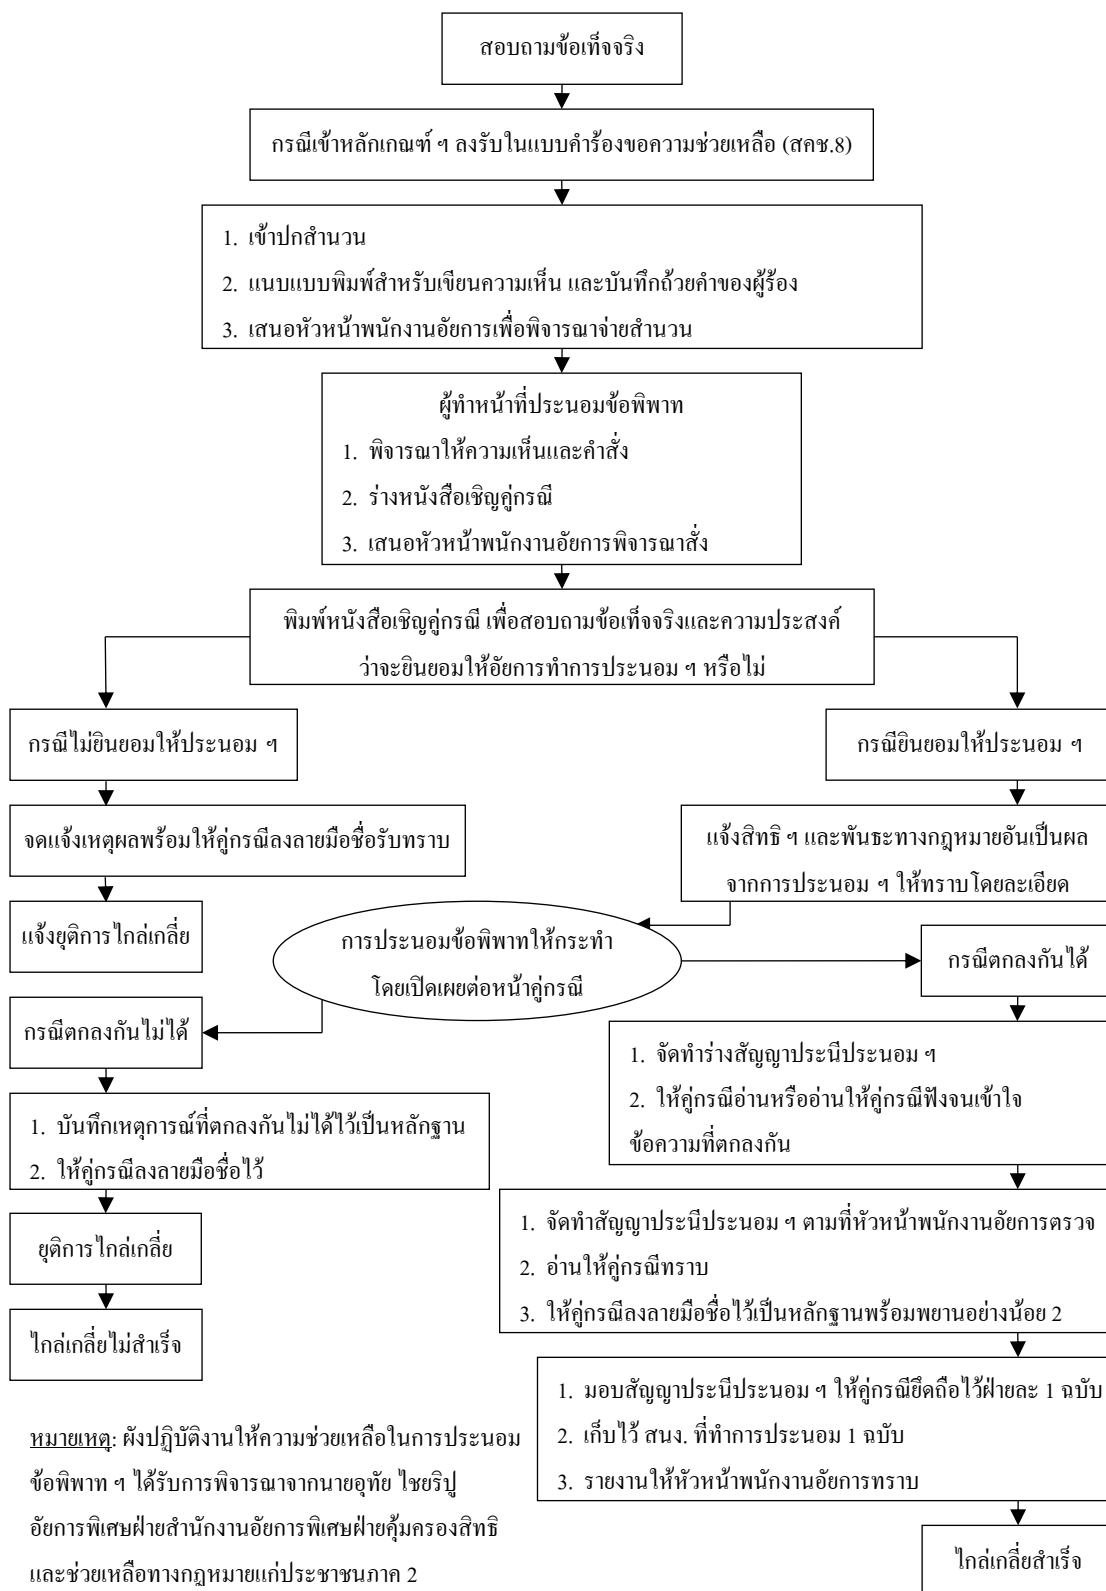 สอบถามข้อเท็จจริง
กรณีเข้าหลักเกณฑ์ ฯ ลงรับในแบบคำร้องขอความช่วยเหลือ (สคช.8)
1. เข้าปกสำนวน
2. แนบแบบพิมพ์สำหรับเขียนความเห็น และบันทึกถ้วยคำของผู้ร้อง
3. เสนอหัวหน้าพนักงานอัยการเพื่อพิจารณาจ่ายสำนวน
ผู้ทำหน้าที่ประนอมข้อพิพาท
1. พิจารณาให้ความเห็นและคำสั่ง
2. ร่างหนังสือเชิญคู่กรณี
3. เสนอหัวหน้าพนักงานอัยการพิจารณาสั่ง
พิมพ์หนังสือเชิญคู่กรณี เพื่อสอบถามข้อเท็จจริงและความประสงค์
ว่าจะยินยอมให้อัยการทำการประนอม ฯ หรือไม่
กรณีไม่ยินยอมให้ประนอม ฯ
จดแจ้งเหตุผลพร้อมให้คู่กรณีลงลายมือชื่อรับทราบ
แจ้งยุติการไกล่เกลี่ย
กรณียินยอมให้ประนอม ฯ
แจ้งสิทธิ ฯ และพันธะทางกฎหมายอันเป็นผล
จากการประนอม ฯ ให้ทราบโดยละเอียด
การประนอมข้อพิพาทให้กระทำ
โดยเปิดเผยต่อหน้าคู่กรณี
กรณีตกลงกันไม่ได้
1. บันทึกเหตุการณ์ที่ตกลงกันไม่ได้ไว้เป็นหลักฐาน
2. ให้คู่กรณีลงลายมือชื่อไว้
ยุติการไกล่เกลี่ย
ไกล่เกลี่ยไม่สำเร็จ
กรณีตกลงกันได้
1. จัดทำร่างสัญญาประนีประนอม ฯ
2. ให้คู่กรณีอ่านหรืออ่านให้คู่กรณีฟังจนเข้าใจ
ข้อความที่ตกลงกัน
1. จัดทำสัญญาประนีประนอม ฯ ตามที่หัวหน้าพนักงานอัยการตรวจ
2. อ่านให้คู่กรณีทราบ
3. ให้คู่กรณีลงลายมือชื่อไว้เป็นหลักฐานพร้อมพยานอย่างน้อย 2
1. มอบสัญญาประนีประนอม ฯ ให้คู่กรณียึดถือไว้ฝ่ายละ 1 ฉบับ
2. เก็บไว้ สนง. ที่ทำการประนอม 1 ฉบับ
3. รายงานให้หัวหน้าพนักงานอัยการทราบ
ไกล่เกลี่ยสำเร็จ
หมายเหตุ: ผังปฏิบัติงานให้ความช่วยเหลือในการประนอม
ข้อพิพาท ฯ ได้รับการพิจารณาจากนายอุทัย ไชยริปู
อัยการพิเศษฝ่ายสำนักงานอัยการพิเศษฝ่ายคุ้มครองสิทธิ
และช่วยเหลือทางกฎหมายแก่ประชาชนภาค 2